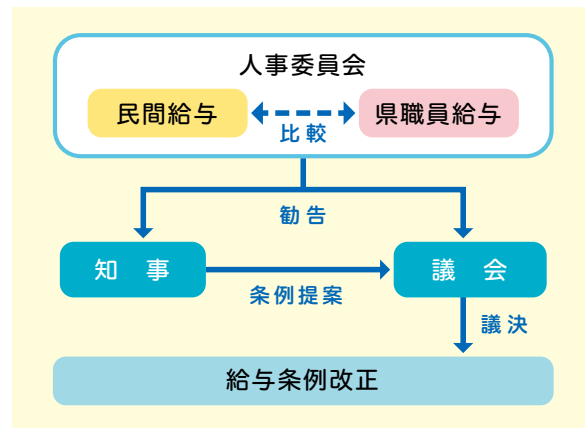 人事委員会
民間給与
県職員給与
比較
勧告
知事
議会
条例提案
議決
給与条例改正